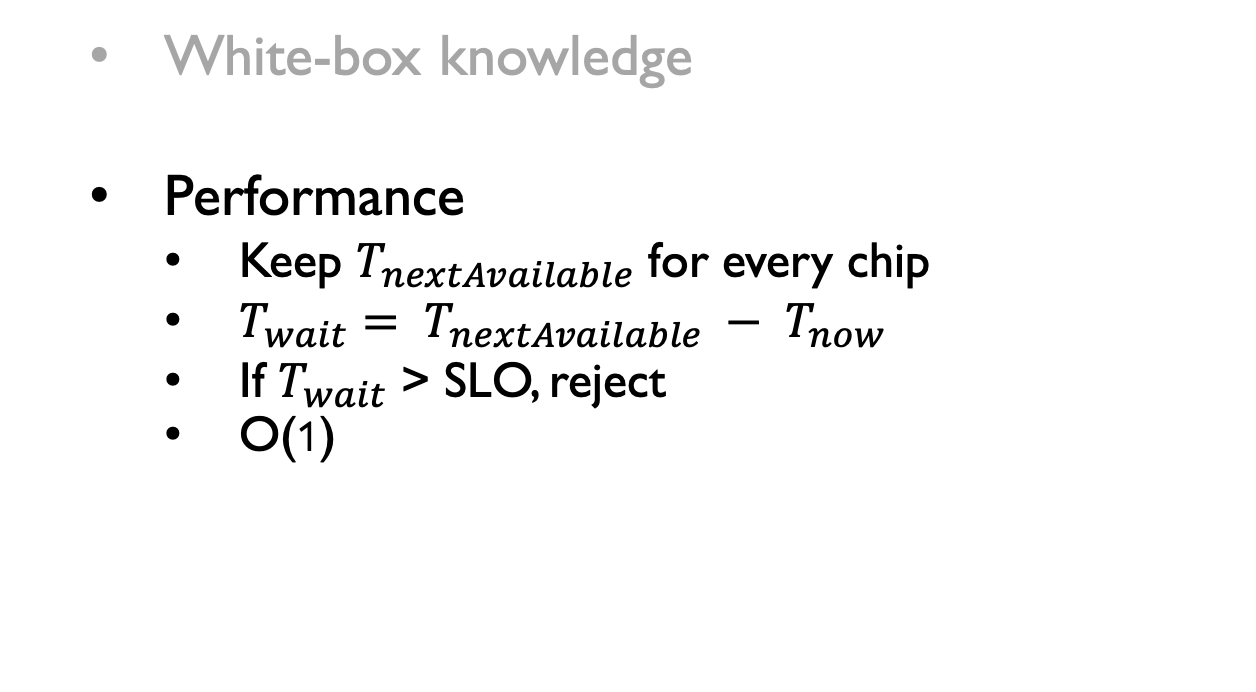 • White-box knowledge
• Performance
• Keep T_nextAvailable for every chip
• T_wait = T_nextAvailable − T_now
• If T_wait > SLO, reject
• O(1)